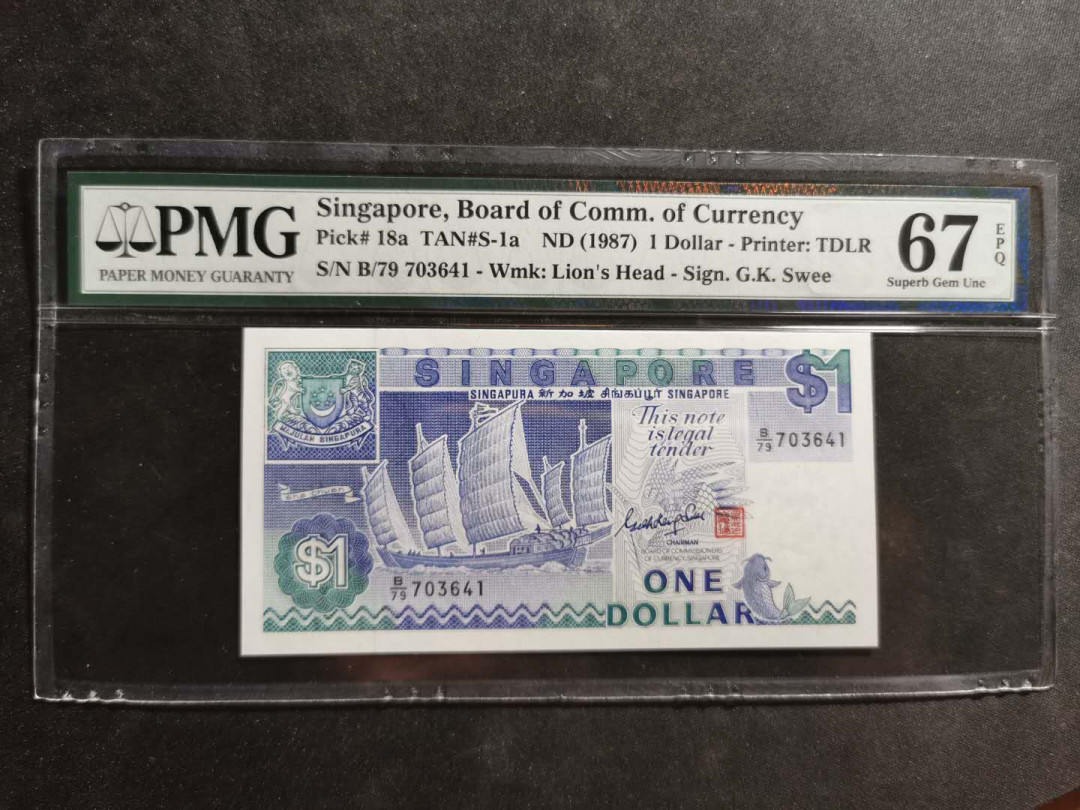 PMG
PAPER MONEY GUARANTY
Singapore, Board of Comm. of Currency
Pick# 18a TAN#S-1a ND (1987) 1 Dollar - Printer: TDLR
S/N B/79 703641 - Wmk: Lion's Head - Sign. G.K. Swee
67
EPQ
Superb Gem Unc
SINGAPORE
$1
SINGAPURA 新加坡 சிங்கப்பூர் SINGAPORE
MAJULAH SINGAPURA
This note
is legal
tender
B/79 703641
One Dollar
$1
B/79 703641
CHAIRMAN
BOARD OF COMMISSIONERS
OF CURRENCY, SINGAPORE
ONE
DOLLAR